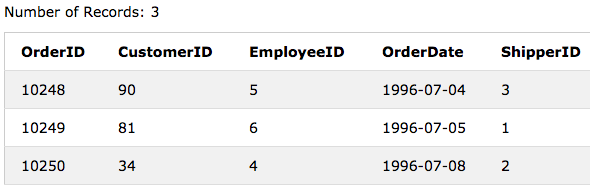 Number of Records: 3
OrderID CustomerID EmployeeID OrderDate ShipperID
10248 90 5 1996-07-04 3
10249 81 6 1996-07-05 1
10250 34 4 1996-07-08 2